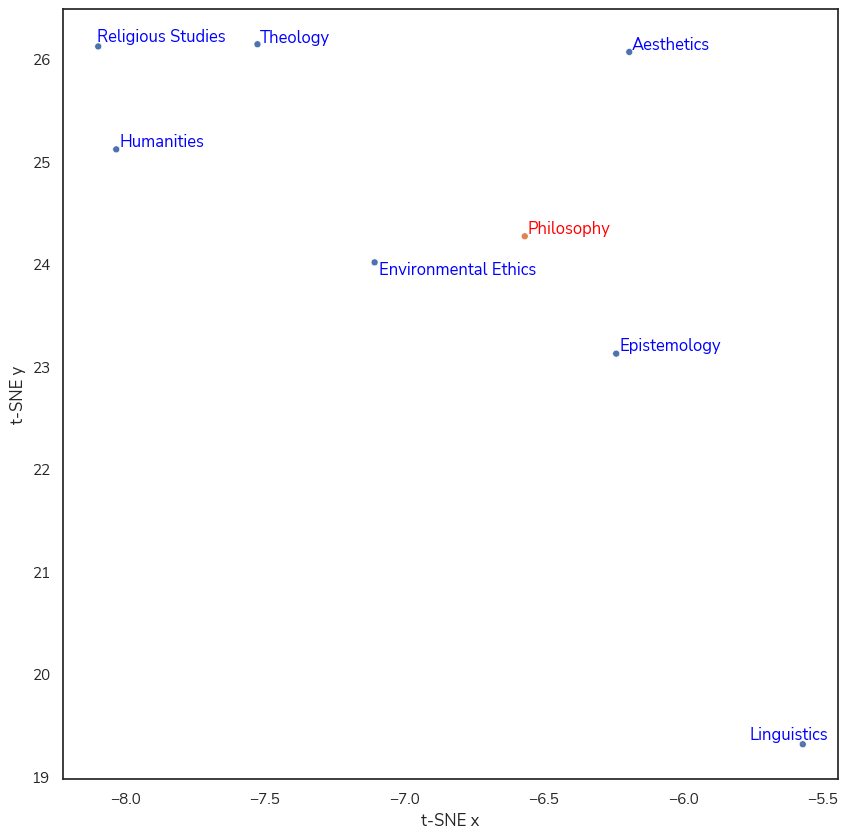 Religious Studies
Theology
Aesthetics
Humanities
Philosophy
Environmental Ethics
Epistemology
Linguistics
26
25
24
23
22
21
20
19
t-SNE y
−8.0
−7.5
−7.0
−6.5
−6.0
−5.5
t-SNE x